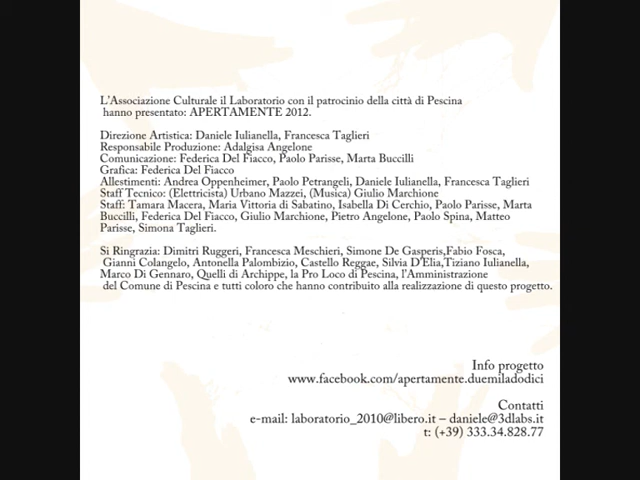 L'Associazione Culturale il Laboratorio con il patrocinio della città di Pescina
hanno presentato: APERTAMENTE 2012.
Direzione Artistica: Daniele Iulianella, Francesca Taglieri
Responsabile Produzione: Adalgisa Angelone
Comunicazione: Federica Del Fiacco, Paolo Parisse, Marta Buccilli
Grafica: Federica Del Fiacco
Allestimenti: Andrea Oppenheimer, Paolo Petrangeli, Daniele Iulianella, Francesca Taglieri
Staff Tecnico: (Elettricista) Urbano Mazzei, (Musica) Giulio Marchione
Staff: Tamara Macera, Maria Vittoria di Sabatino, Isabella Di Cerchio, Paolo Parisse, Marta
Buccilli, Federica Del Fiacco, Giulio Marchione, Pietro Angelone, Paolo Spina, Matteo
Parisse, Simona Taglieri.
Si Ringrazia: Dimitri Ruggeri, Francesca Meschieri, Simone De Gasperis,Fabio Fosca,
Gianni Colangelo, Antonella Palombizio, Castello Reggae, Silvia D'Elia,Tiziano Iulianella,
Marco Di Gennaro, Quelli di Archippe, la Pro Loco di Pescina, l'Amministrazione
del Comune di Pescina e tutti coloro che hanno contribuito alla realizzazione di questo progetto.
Info progetto
www.facebook.com/apertamente.duemiladodici
Contatti
e-mail: laboratorio_2010@libero.it – daniele@3dlabs.it
t: (+39) 333.34.828.77